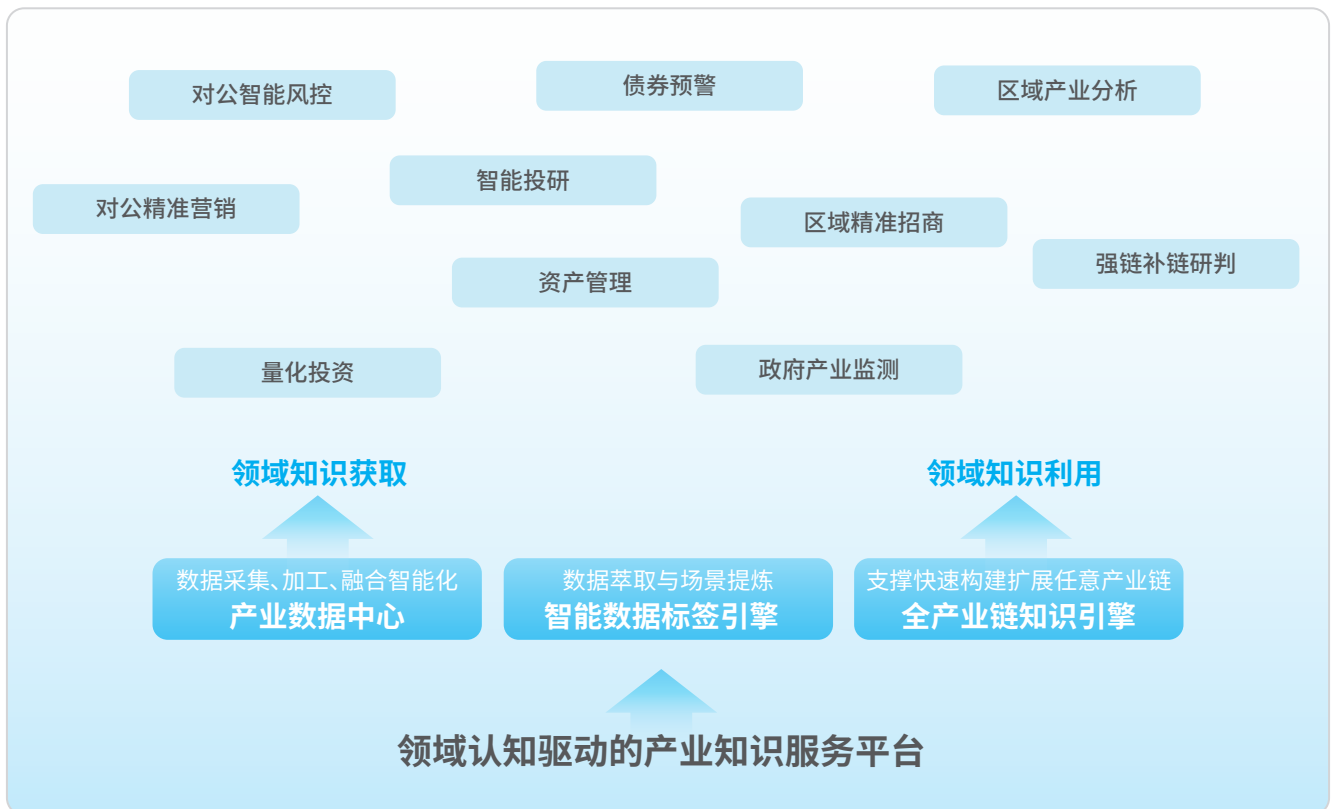 对公智能风控
债券预警
区域产业分析
智能投研
对公精准营销
区域精准招商
强链补链研判
资产管理
量化投资
政府产业监测
领域知识获取
领域知识利用
数据采集、加工、融合智能化
产业数据中心
数据萃取与场景提炼
智能数据标签引擎
支撑快速构建扩展任意产业链
全产业链知识引擎
领域认知驱动的产业知识服务平台